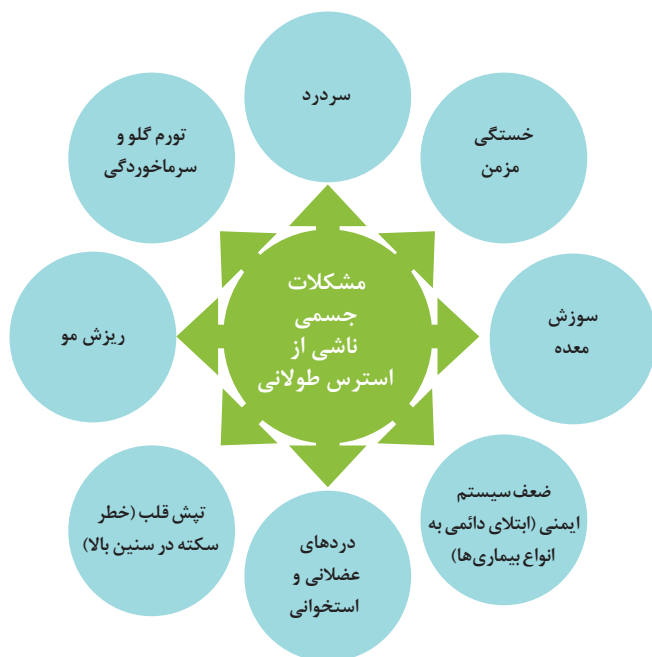 سردرد
خستگی
مزمن
سوزش
معده
ضعف سیستم
ایمنی (ابتلای دائمی به
انواع بیماری‌ها)
دردهای
عضلانی و
استخوانی
تپش قلب (خطر
سکته در سنین بالا)
ریزش مو
تورم گلو و
سرماخوردگی
مشکلات
جسمی
ناشی از
استرس طولانی